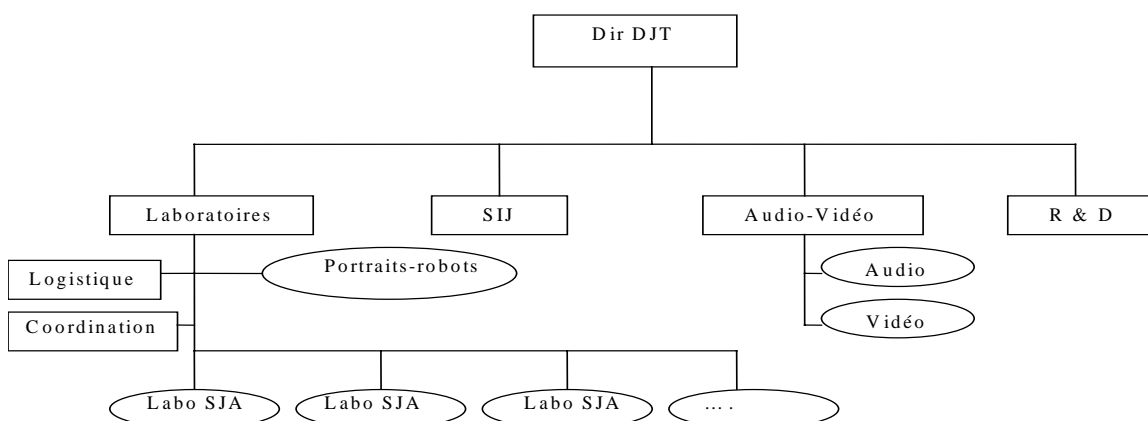 Dir DJT
Laboratoires
SIJ
Audio-Vidéo
R & D
Logistique
Portraits-robots
Audio
Coordination
Vidéo
Labo SJA
Labo SJA
Labo SJA
... .